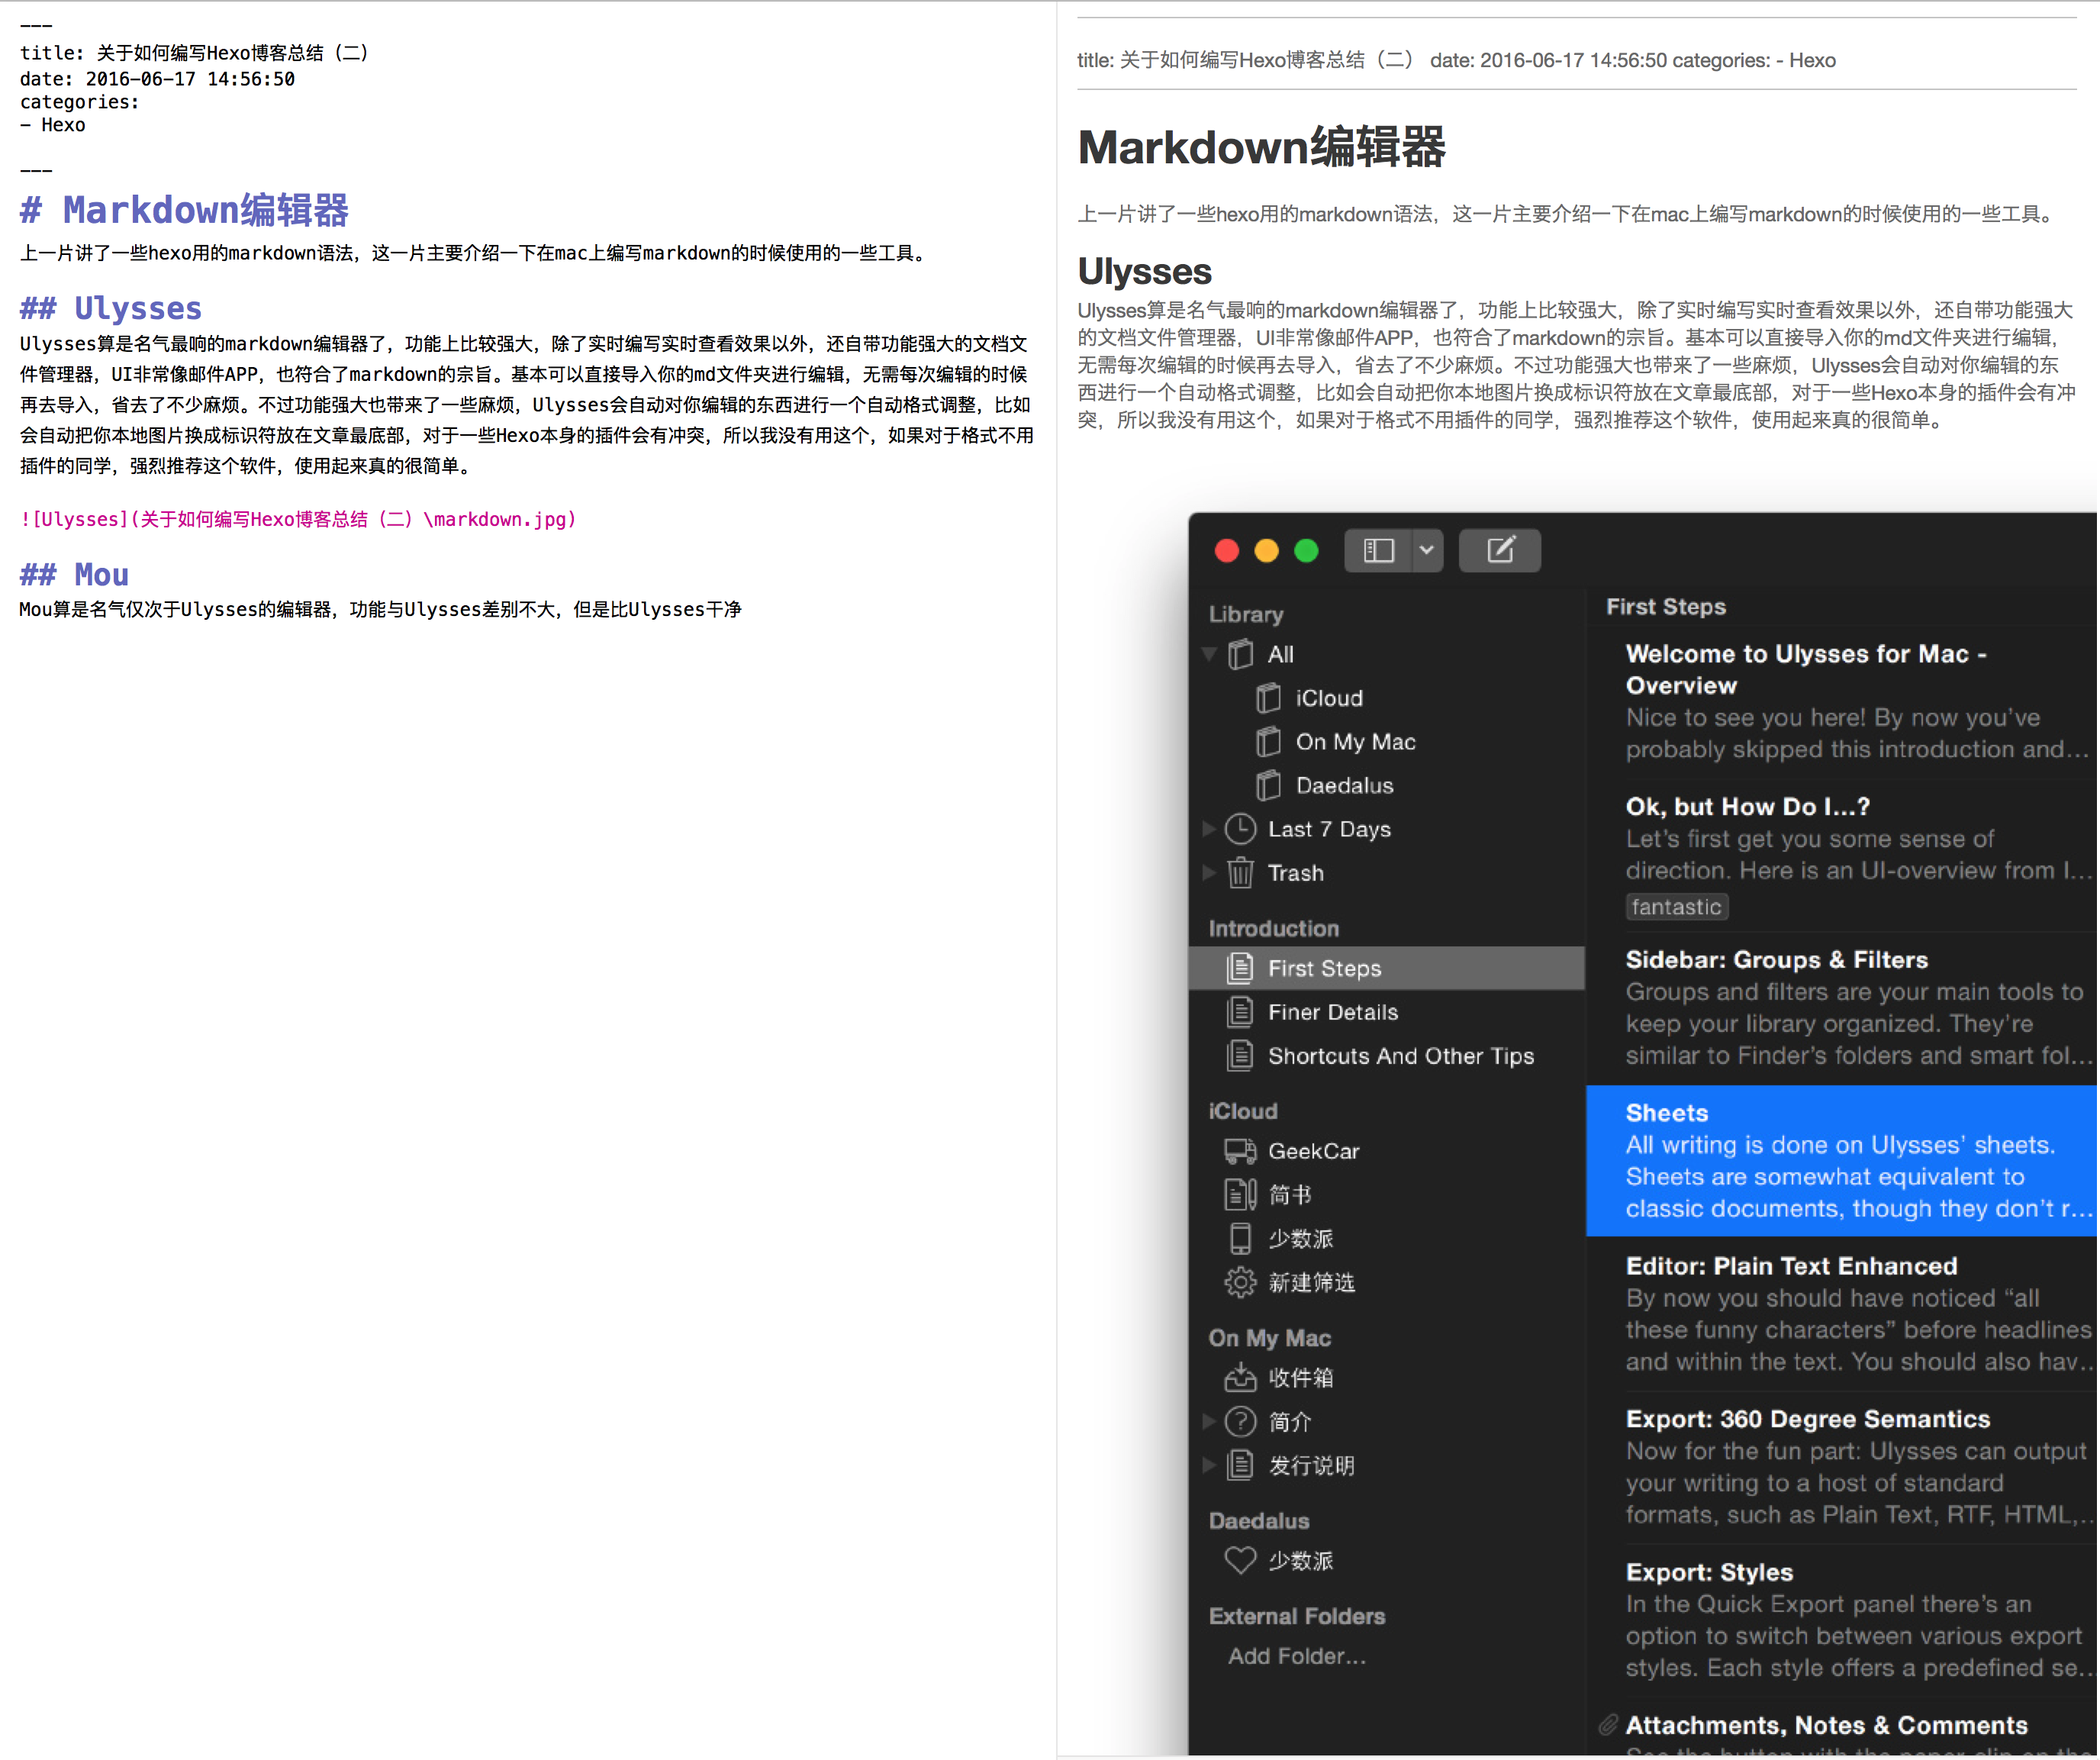 ---
title: 关于如何编写Hexo博客总结（二）
date: 2016-06-17 14:56:50
categories:
- Hexo
---
# Markdown编辑器
上一片讲了一些hexo用的markdown语法，这一片主要介绍一下在mac上编写markdown的时候使用的一些工具。
## Ulysses
Ulysses算是名气最响的markdown编辑器了，功能上比较强大，除了实时编写实时查看效果以外，还自带功能强大的文档文
件管理器，UI非常像邮件APP，也符合了markdown的宗旨。基本可以直接导入你的md文件夹进行编辑，无需每次编辑的时候
再去导入，省去了不少麻烦。不过功能强大也带来了一些麻烦，Ulysses会自动对你编辑的东西进行一个自动格式调整，比如
会自动把你本地图片换成标识符放在文章最底部，对于一些Hexo本身的插件会有冲突，所以我没有用这个，如果对于格式不用
插件的同学，强烈推荐这个软件，使用起来真的很简单。
![Ulysses](关于如何编写Hexo博客总结（二）\markdown.jpg)
## Mou
Mou算是名气仅次于Ulysses的编辑器，功能与Ulysses差别不大，但是比Ulysses干净
title: 关于如何编写Hexo博客总结（二） date: 2016-06-17 14:56:50 categories: - Hexo
Markdown编辑器
上一片讲了一些hexo用的markdown语法，这一片主要介绍一下在mac上编写markdown的时候使用的一些工具。
Ulysses
Ulysses算是名气最响的markdown编辑器了，功能上比较强大，除了实时编写实时查看效果以外，还自带功能强大
的文档文件管理器，UI非常像邮件APP，也符合了markdown的宗旨。基本可以直接导入你的md文件夹进行编辑，
无需每次编辑的时候再去导入，省去了不少麻烦。不过功能强大也带来了一些麻烦，Ulysses会自动对你编辑的东
西进行一个自动格式调整，比如会自动把你本地图片换成标识符放在文章最底部，对于一些Hexo本身的插件会有冲
突，所以我没有用这个，如果对于格式不用插件的同学，强烈推荐这个软件，使用起来真的很简单。
Library
All
iCloud
On My Mac
Daedalus
Last 7 Days
Trash
Introduction
First Steps
Finer Details
Shortcuts And Other Tips
iCloud
GeekCar
简书
少数派
新建筛选
On My Mac
收件箱
简介
发行说明
Daedalus
少数派
External Folders
Add Folder...
First Steps
Welcome to Ulysses for Mac -
Overview
Nice to see you here! By now you’ve
probably skipped this introduction and...
Ok, but How Do I...?
Let’s first get you some sense of
direction. Here is an UI-overview from I...
fantastic
Sidebar: Groups & Filters
Groups and filters are your main tools to
keep your library organized. They’re
similar to Finder’s folders and smart fol...
Sheets
All writing is done on Ulysses’ sheets.
Sheets are somewhat equivalent to
classic documents, though they don’t r...
Editor: Plain Text Enhanced
By now you should have noticed “all
these funny characters” before headlines
and within the text. You should also hav..
Export: 360 Degree Semantics
Now for the fun part: Ulysses can output
your writing to a host of standard
formats, such as Plain Text, RTF, HTML,..
Export: Styles
In the Quick Export panel there’s an
option to switch between various export
styles. Each style offers a predefined se..
Attachments, Notes & Comments